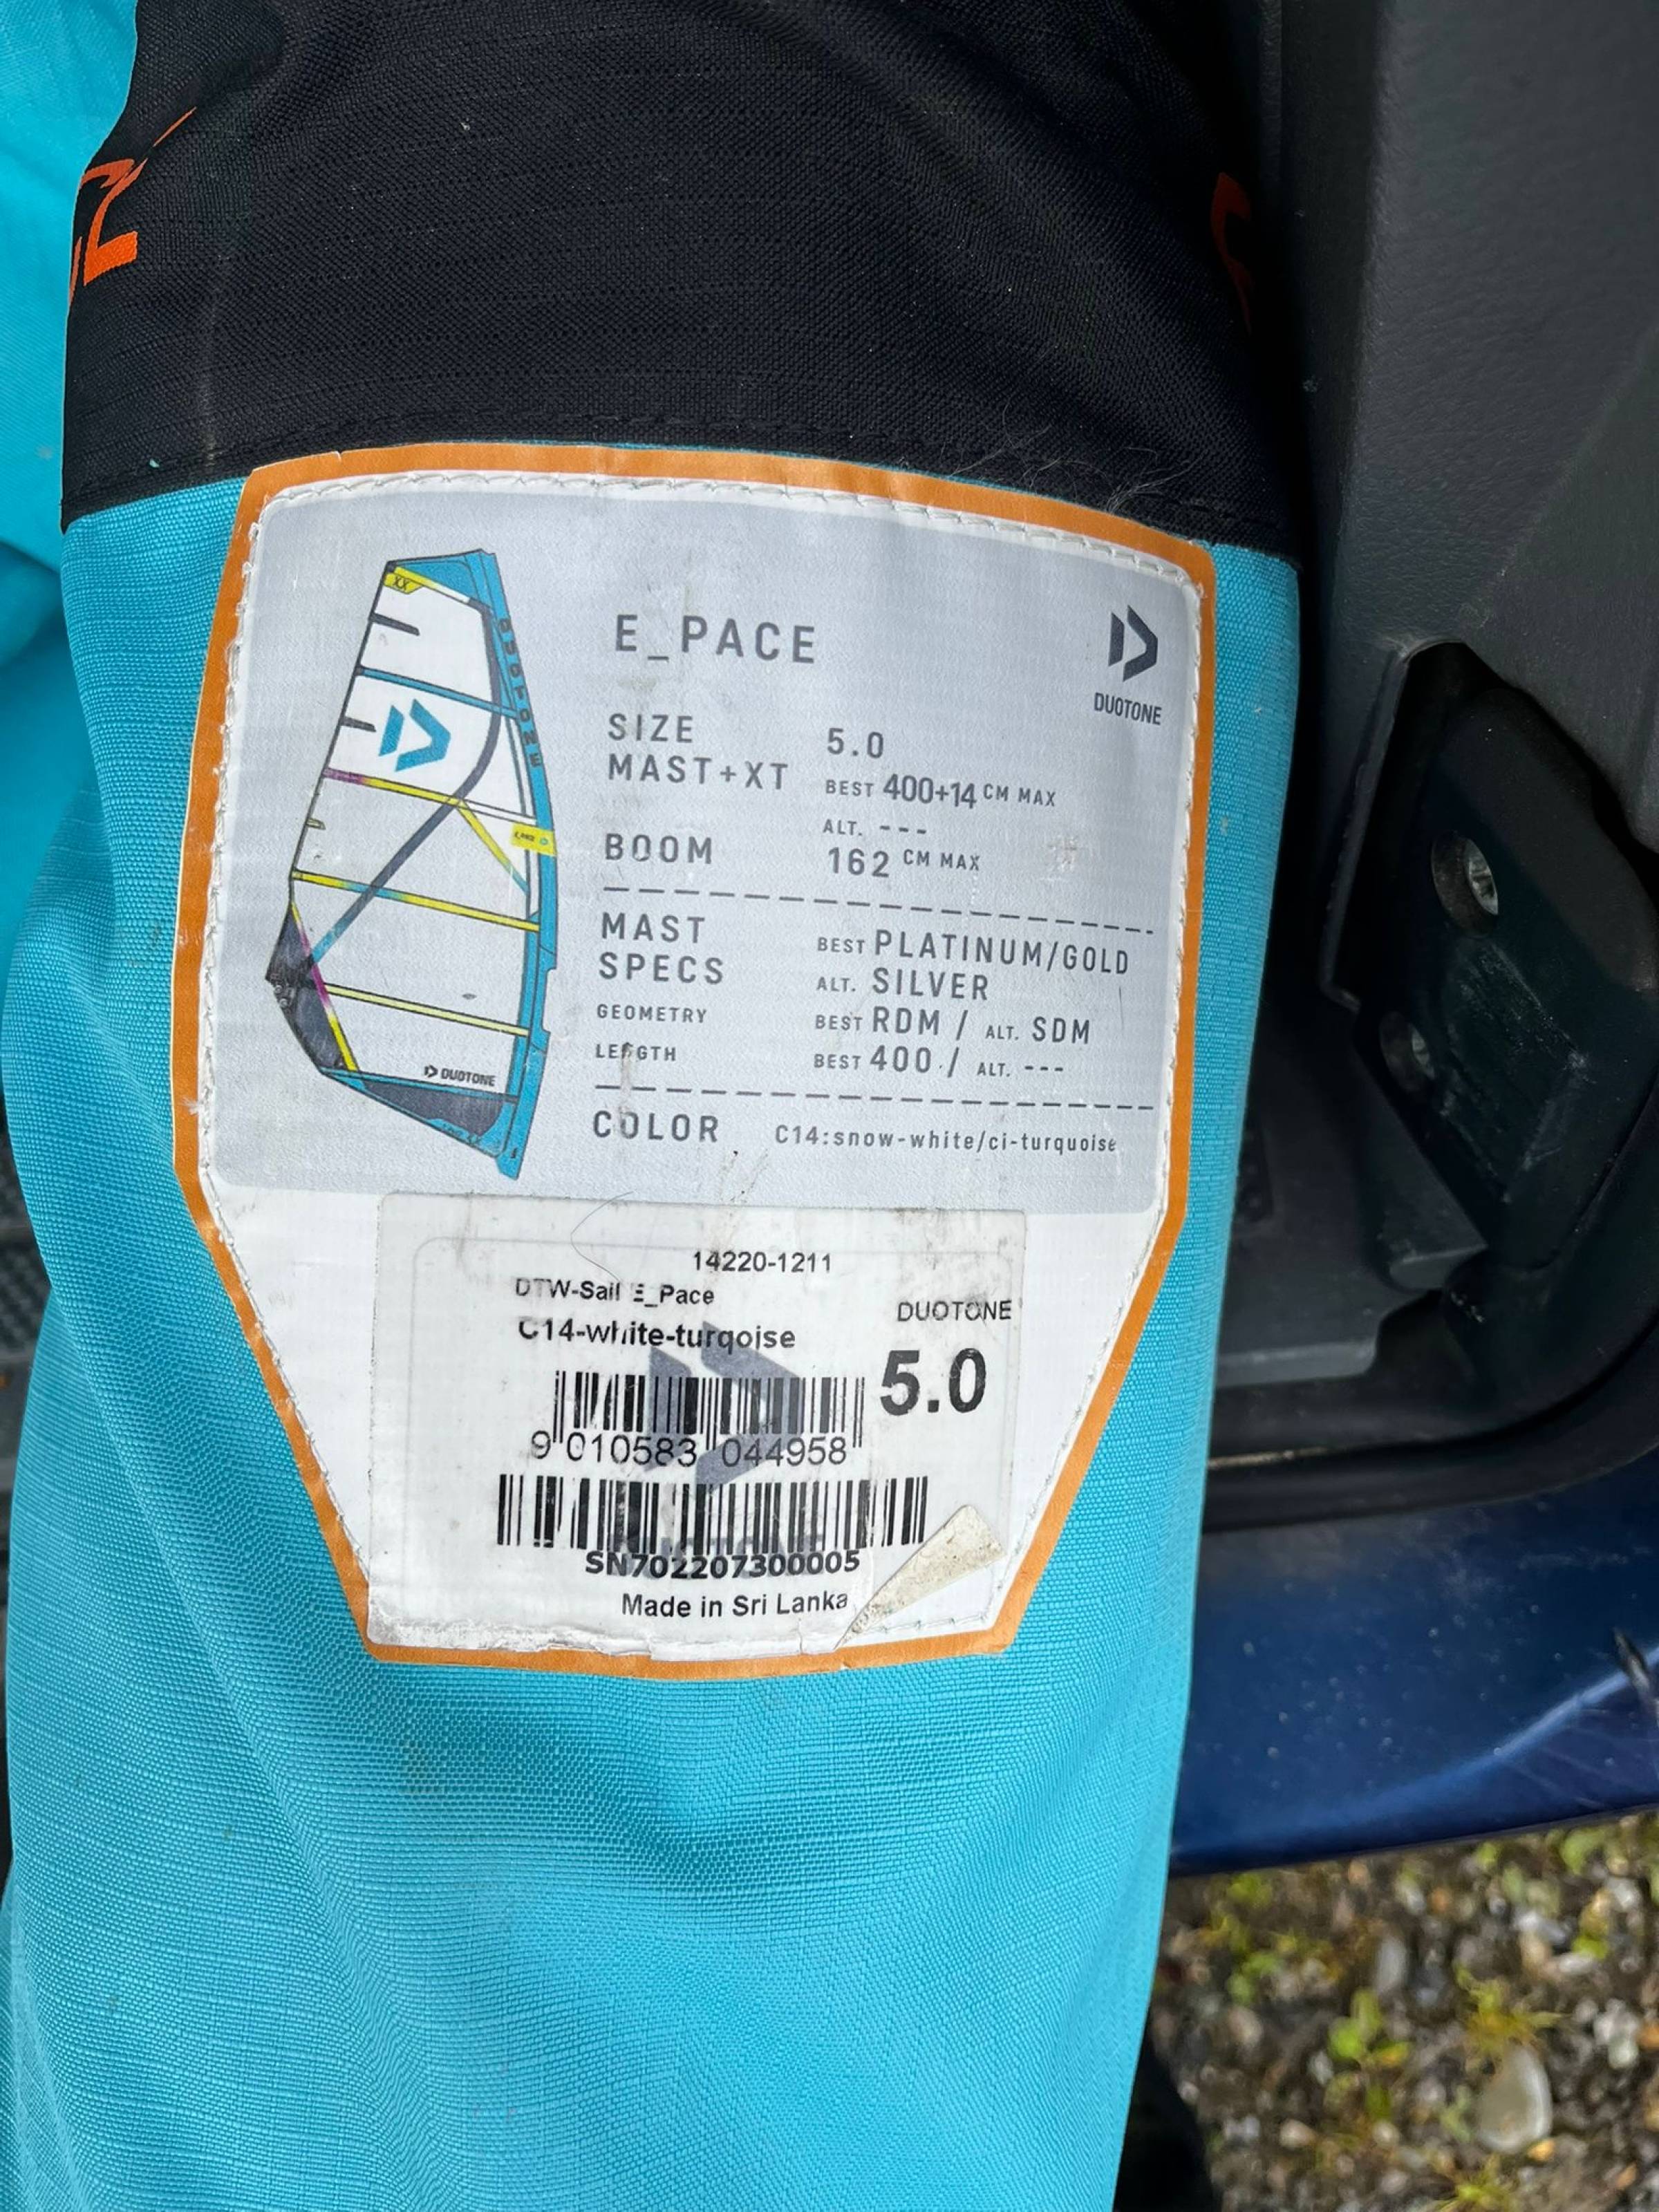 E_PACE
DUOTONE
SIZE 5.0
MAST+XT BEST 400+14 CM MAX
ALT. ---
BOOM 162 CM MAX
MAST SPECS BEST PLATINUM/GOLD
ALT. SILVER
GEOMETRY BEST RDM / ALT. SDM
LENGTH BEST 400 / ALT. ---
COLOR C14:snow-white/ci-turquoise
XX
DUOTONE
DUOTONE
14220-1211
DTW-Sail E_Pace
DUOTONE
C14-white-turqoise
5.0
9 010583 044958
SN702207300005
Made in Sri Lanka